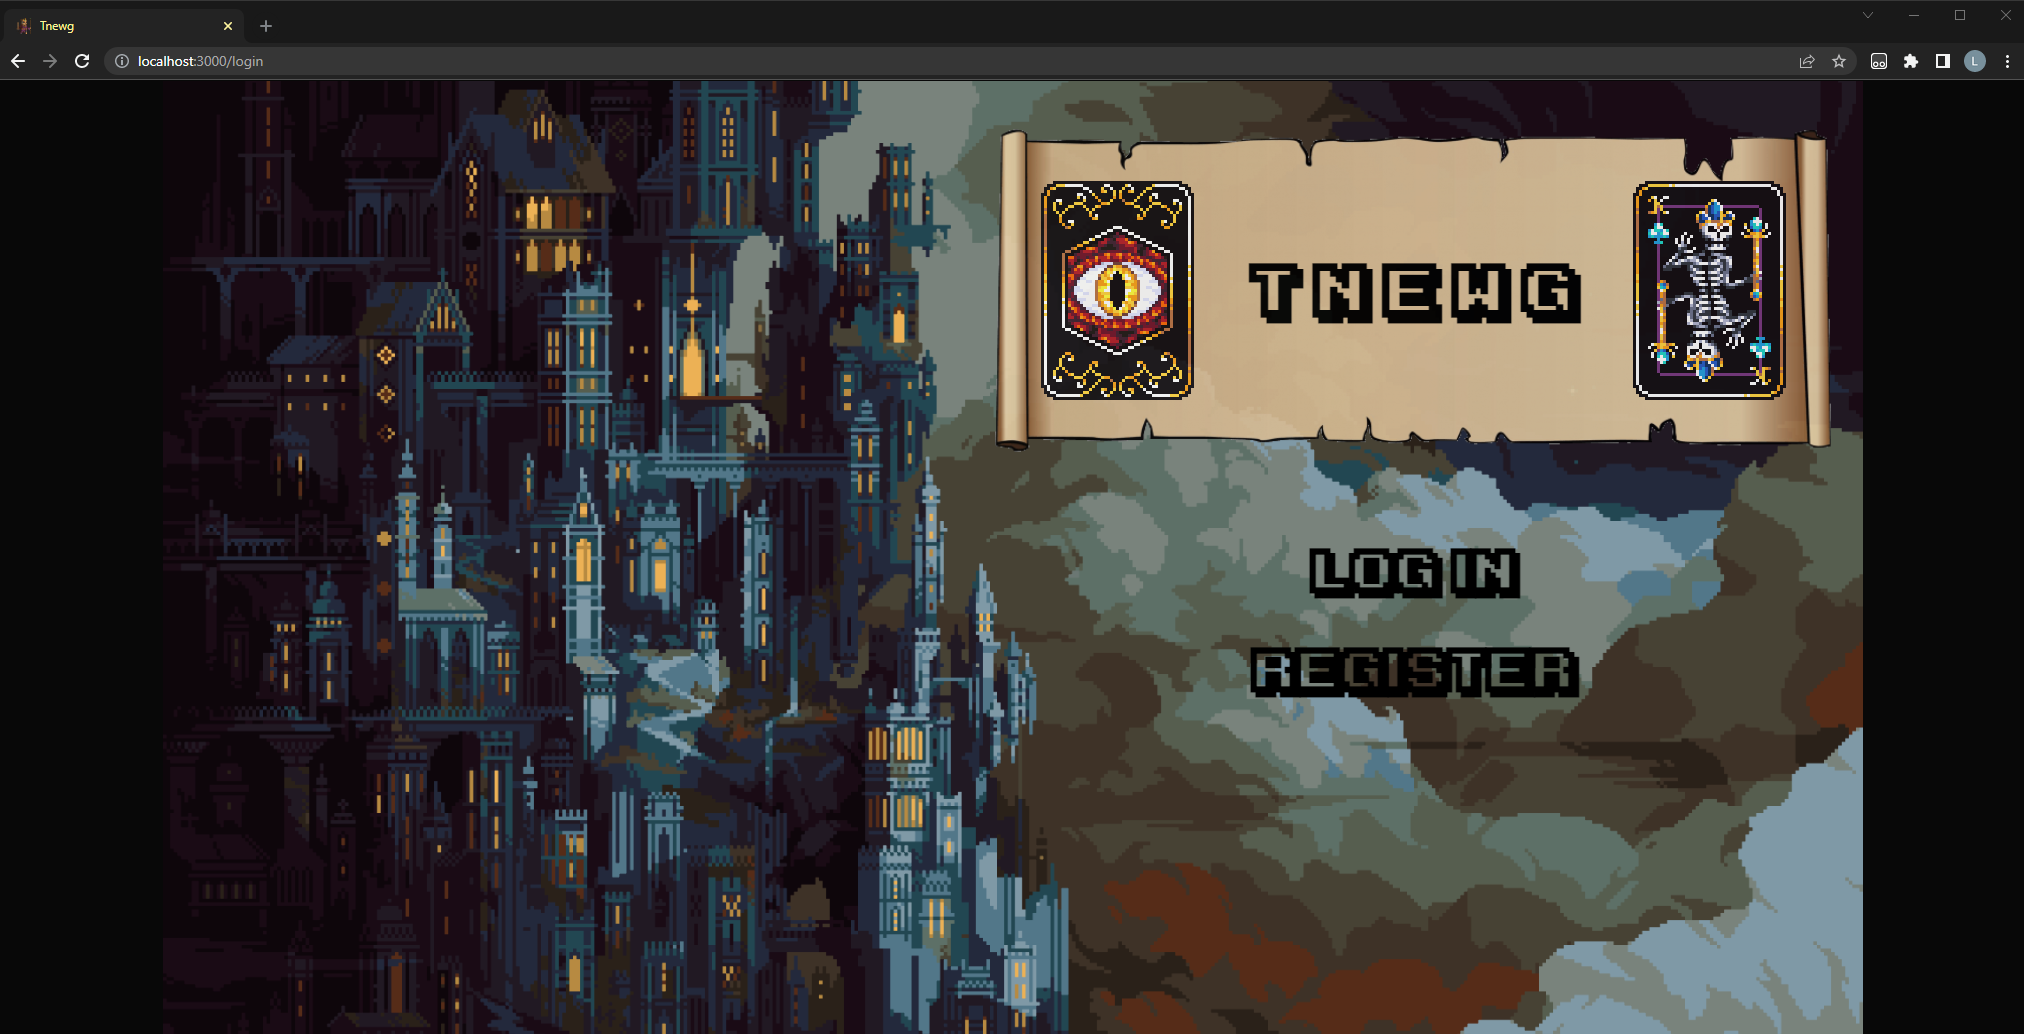 Tnewg
localhost:3000/login
L
TNEWG
K
K
LOG IN
REGISTER